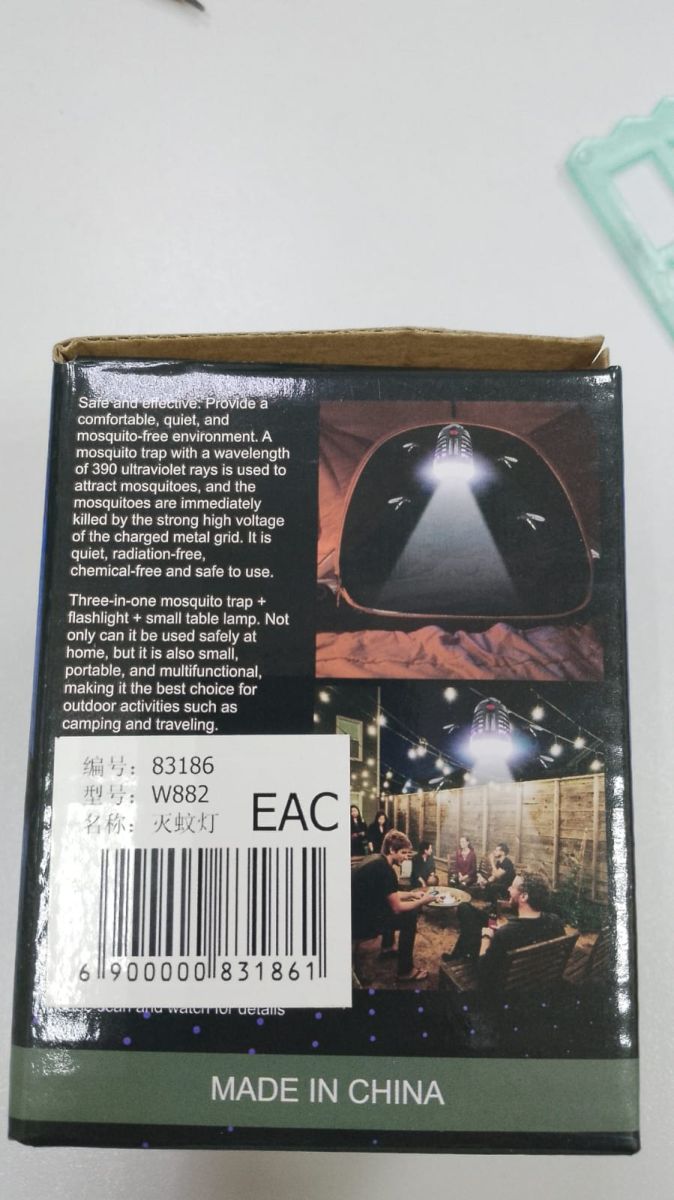 Safe and effective. Provide a
comfortable, quiet, and
mosquito-free environment. A
mosquito trap with a wavelength
of 390 ultraviolet rays is used to
attract mosquitoes, and the
mosquitoes are immediately
killed by the strong high voltage
of the charged metal grid. It is
quiet, radiation-free,
chemical-free and safe to use.
Three-in-one mosquito trap +
flashlight + small table lamp. Not
only can it be used safely at
home, but it is also small,
portable, and multifunctional,
making it the best choice for
outdoor activities such as
camping and traveling.
编号: 83186
型号: W882
名称: 灭蚊灯
EAC
6 900000 831861
scan and watch for details
MADE IN CHINA